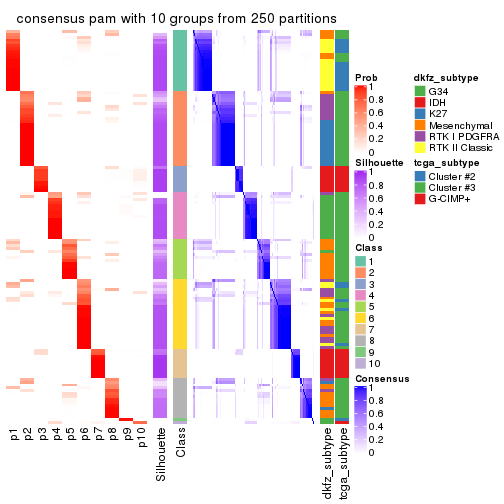 consensus pam with 10 groups from 250 partitions
Prob
1
0.8
0.6
0.4
0.2
0
Silhouette
1
0.8
0.6
0.4
0.2
0
Class
1
2
3
4
5
6
7
8
9
10
Consensus
1
0.8
0.6
0.4
0.2
0
dkfz_subtype
G34
IDH
K27
Mesenchymal
RTK I PDGFRA
RTK II Classic
tcga_subtype
Cluster #2
Cluster #3
G-CIMP+
p1
p2
p3
p4
p5
p6
p7
p8
p9
p10
Silhouette
Class
dkfz_subtype
tcga_subtype